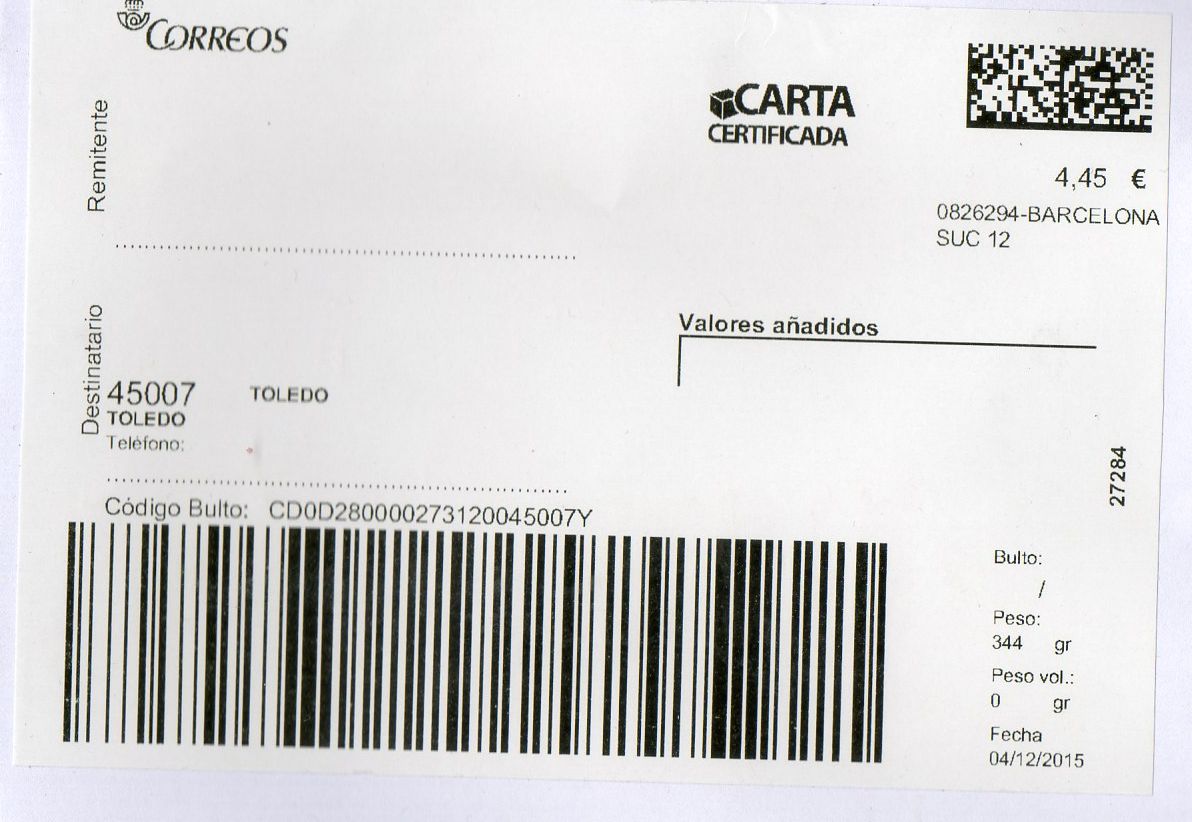 CORREOS
Remitente
CARTA
CERTIFICADA
4,45 €
0826294-BARCELONA
SUC 12
Destinatario
45007 TOLEDO
TOLEDO
Teléfono:
Valores añadidos
27284
Código Bulto: CD0D280000273120045007Y
Bulto:
/
Peso:
344 gr
Peso vol.:
0 gr
Fecha
04/12/2015